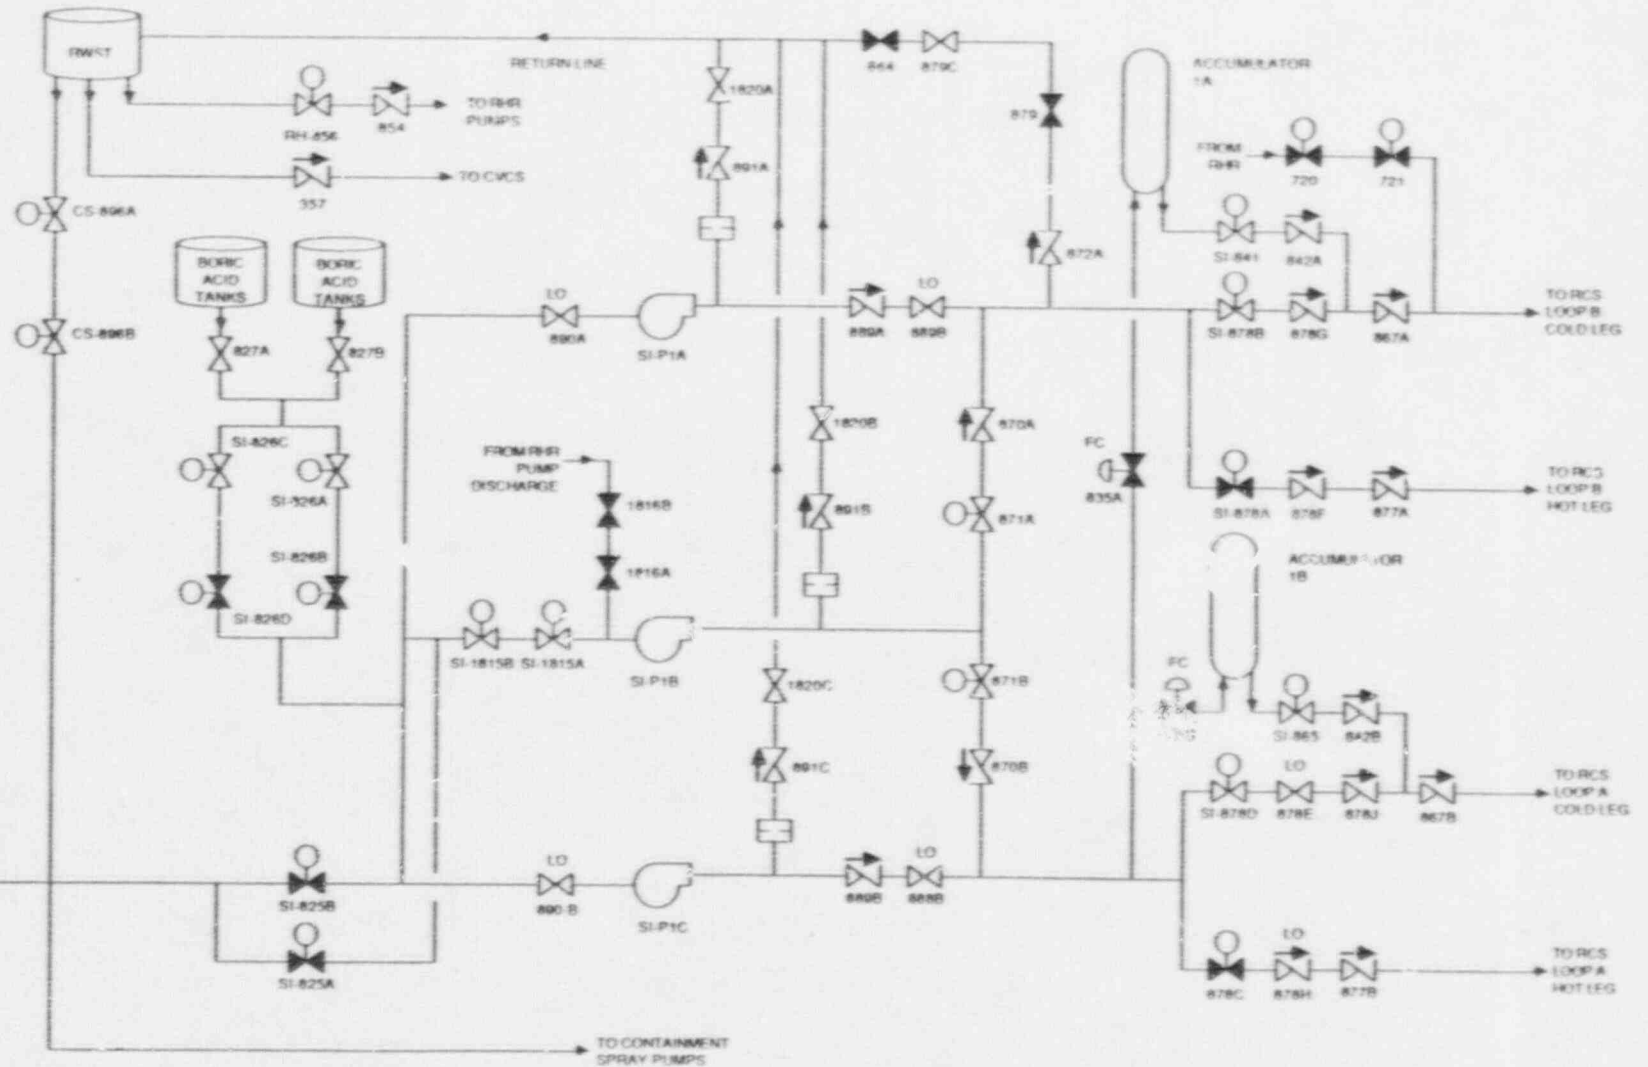 RWST
RETURN LINE
864
879C
1820A
ACCUMULATOR
1A
TO RHR
PUMPS
RH-856
854
879
FROM
RHR
720
721
891A
TO CVCS
357
CS-896A
BORIC
ACID
TANKS
BORIC
ACID
TANKS
872A
SI-841
842A
LO
LO
TO RCS
LOOP B
COLD LEG
CS-896B
827A
827B
890A
SI-P1A
889A
889B
SI-878B
878G
867A
SI-826C
1820B
870A
FROM RHR
PUMP
DISCHARGE
FC
835A
TO RCS
LOOP B
HOT LEG
SI-826A
1816B
891B
871A
SI-878A
878F
877A
SI-826B
1816A
ACCUMULATOR
1B
SI-826D
SI-1815B
SI-1815A
SI-P1B
1820C
871B
FC
SI-865
842B
891C
870B
LO
TO RCS
LOOP A
COLD LEG
SI-878D
878E
878J
867B
LO
LO
SI-825B
890-B
SI-P1C
889B
888B
LO
TO RCS
LOOP A
HOT LEG
SI-825A
878C
878H
877B
TO CONTAINMENT
SPRAY PUMPS